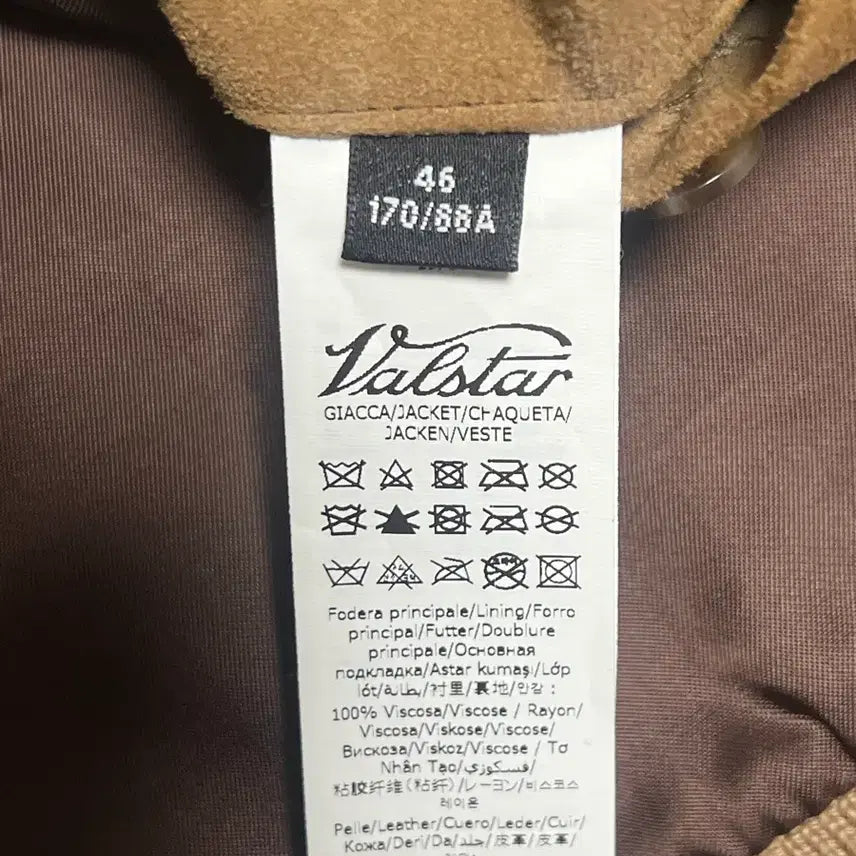 46
170/88A
Valstar
GIACCA/JACKET/CHAQUETA/
JACKEN/VESTE
Fodera principale/Lining/Forro
principal/Futter/Doublure
principale/Основная
подкладка/Astar kumaşı/Lớp
lót/بطانة/衬里/裏地/안감 :
100% Viscosa/Viscose / Rayon/
Viscosa/Viskose/Viscose/
Вискоза/Viskoz/Viscose / Tơ
Nhân Tạo/فسكوزي/
粘胶纤维(粘纤)/レーヨン/비스코스
레이온
Pelle/Leather/Cuero/Leder/Cuir/
Кожа/Deri/Da/جلد/皮革/皮革/